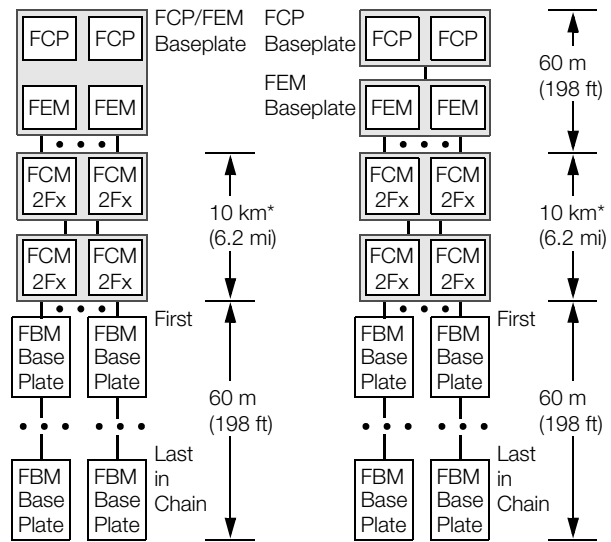 FCP FCP
FCP/FEM
Baseplate
FEM FEM
FCM FCM
2Fx 2Fx
10 km*
(6.2 mi)
FCM FCM
2Fx 2Fx
First
FBM FBM
Base Base
Plate Plate
60 m
(198 ft)
Last
in
Chain
FBM FBM
Base Base
Plate Plate
FCP
Baseplate
FCP FCP
60 m
(198 ft)
FEM
Baseplate
FEM FEM
FCM FCM
2Fx 2Fx
10 km*
(6.2 mi)
FCM FCM
2Fx 2Fx
First
FBM FBM
Base Base
Plate Plate
60 m
(198 ft)
Last
in
Chain
FBM FBM
Base Base
Plate Plate